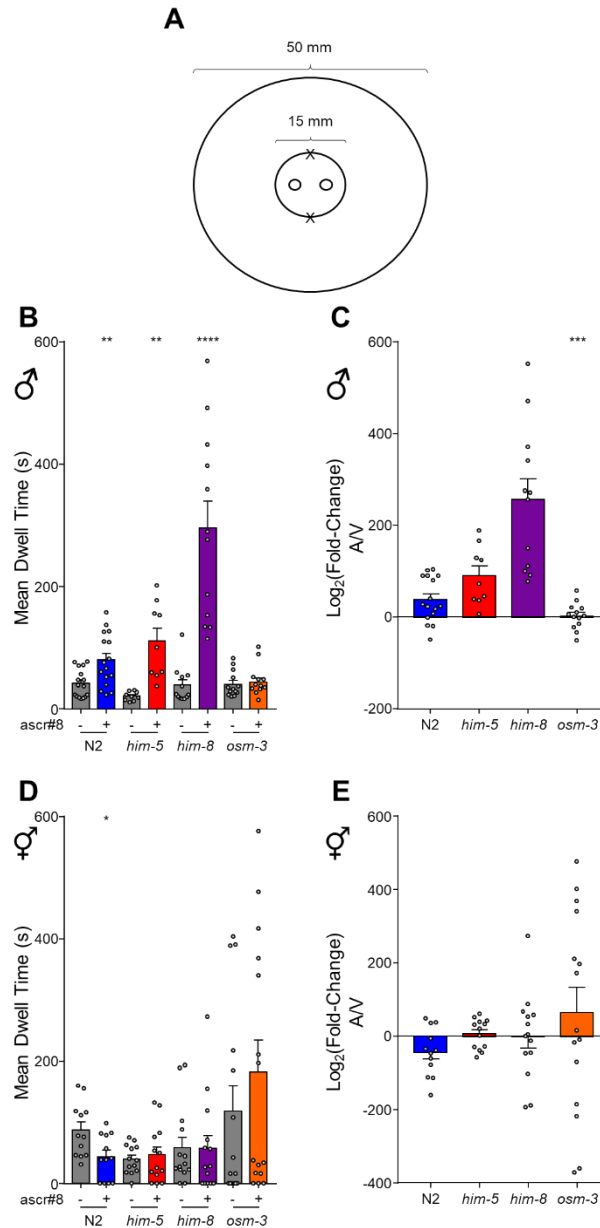 A
50 mm
15 mm
X
X
B
C
♂
** ** ****
600
400
200
0
Mean Dwell Time (s)
ascr#8 - + - + - + - +
N2 him-5 him-8 osm-3
♂
***
600
400
200
0
-200
Log₂(Fold-Change)
A/V
N2 him-5 him-8 osm-3
D
E
⚥
*
600
400
200
0
Mean Dwell Time (s)
ascr#8 - + - + - + - +
N2 him-5 him-8 osm-3
⚥
600
400
200
0
-200
-400
Log₂(Fold-Change)
A/V
N2 him-5 him-8 osm-3